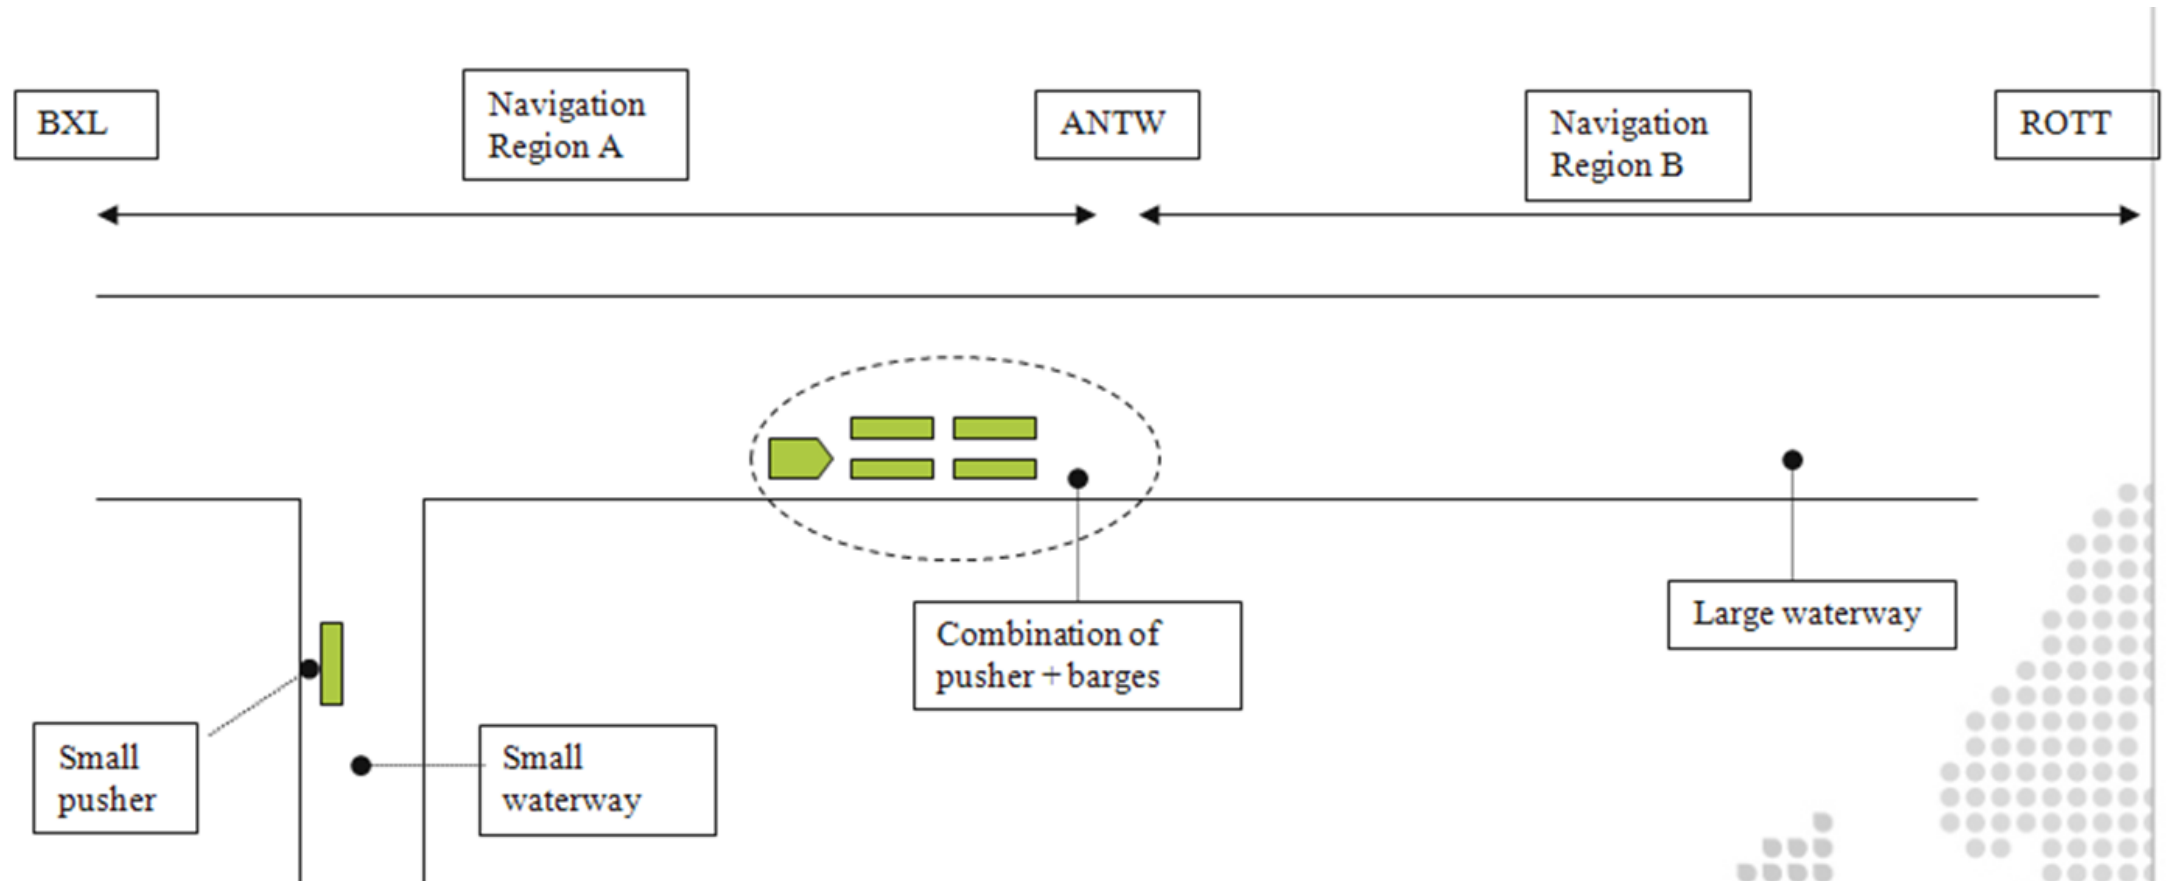 BXL
Navigation
Region A
ANTW
Navigation
Region B
ROTT
Combination of
pusher + barges
Large waterway
Small
pusher
Small
waterway